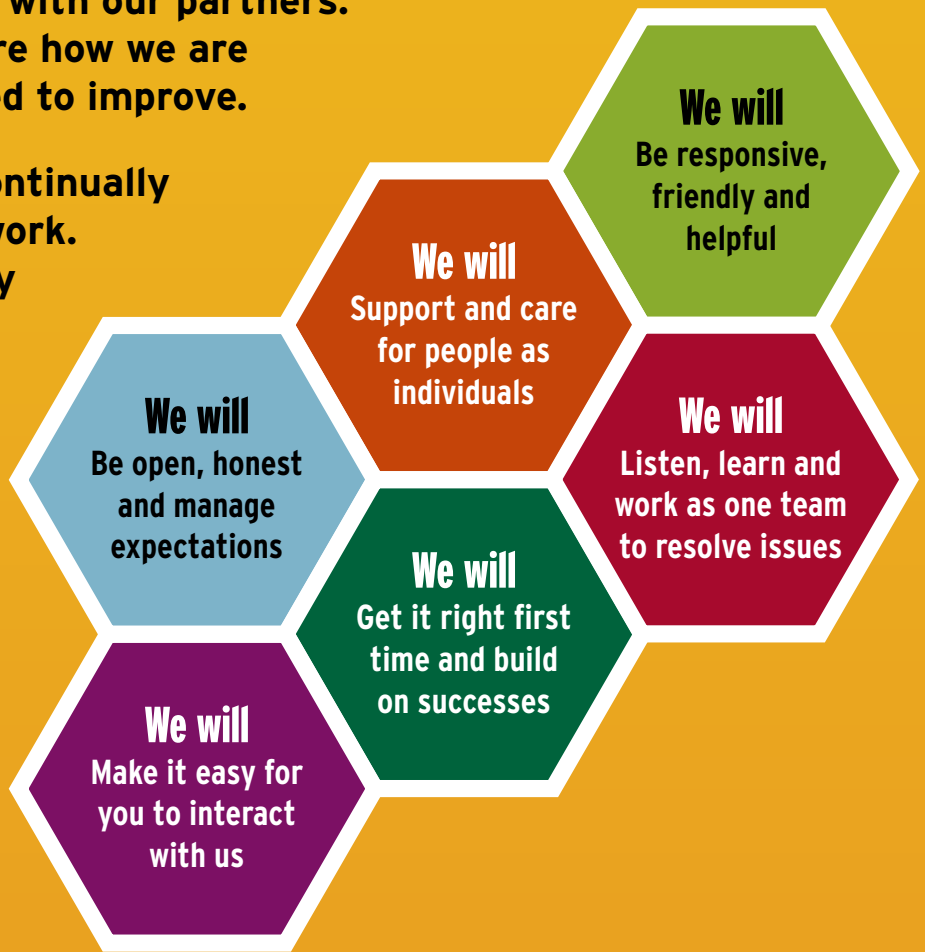 with our partners.
re how we are
ed to improve.
ontinually
work.
y
We will
Be responsive,
friendly and
helpful
We will
Support and care
for people as
individuals
We will
Be open, honest
and manage
expectations
We will
Listen, learn and
work as one team
to resolve issues
We will
Get it right first
time and build
on successes
We will
Make it easy for
you to interact
with us